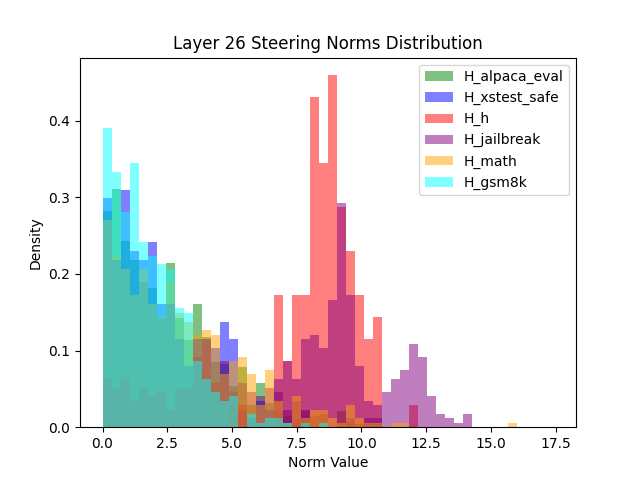 Layer 26 Steering Norms Distribution
H_alpaca_eval
H_xstest_safe
H_h
H_jailbreak
H_math
H_gsm8k
Density
0.4
0.3
0.2
0.1
0.0
0.0 2.5 5.0 7.5 10.0 12.5 15.0 17.5
Norm Value